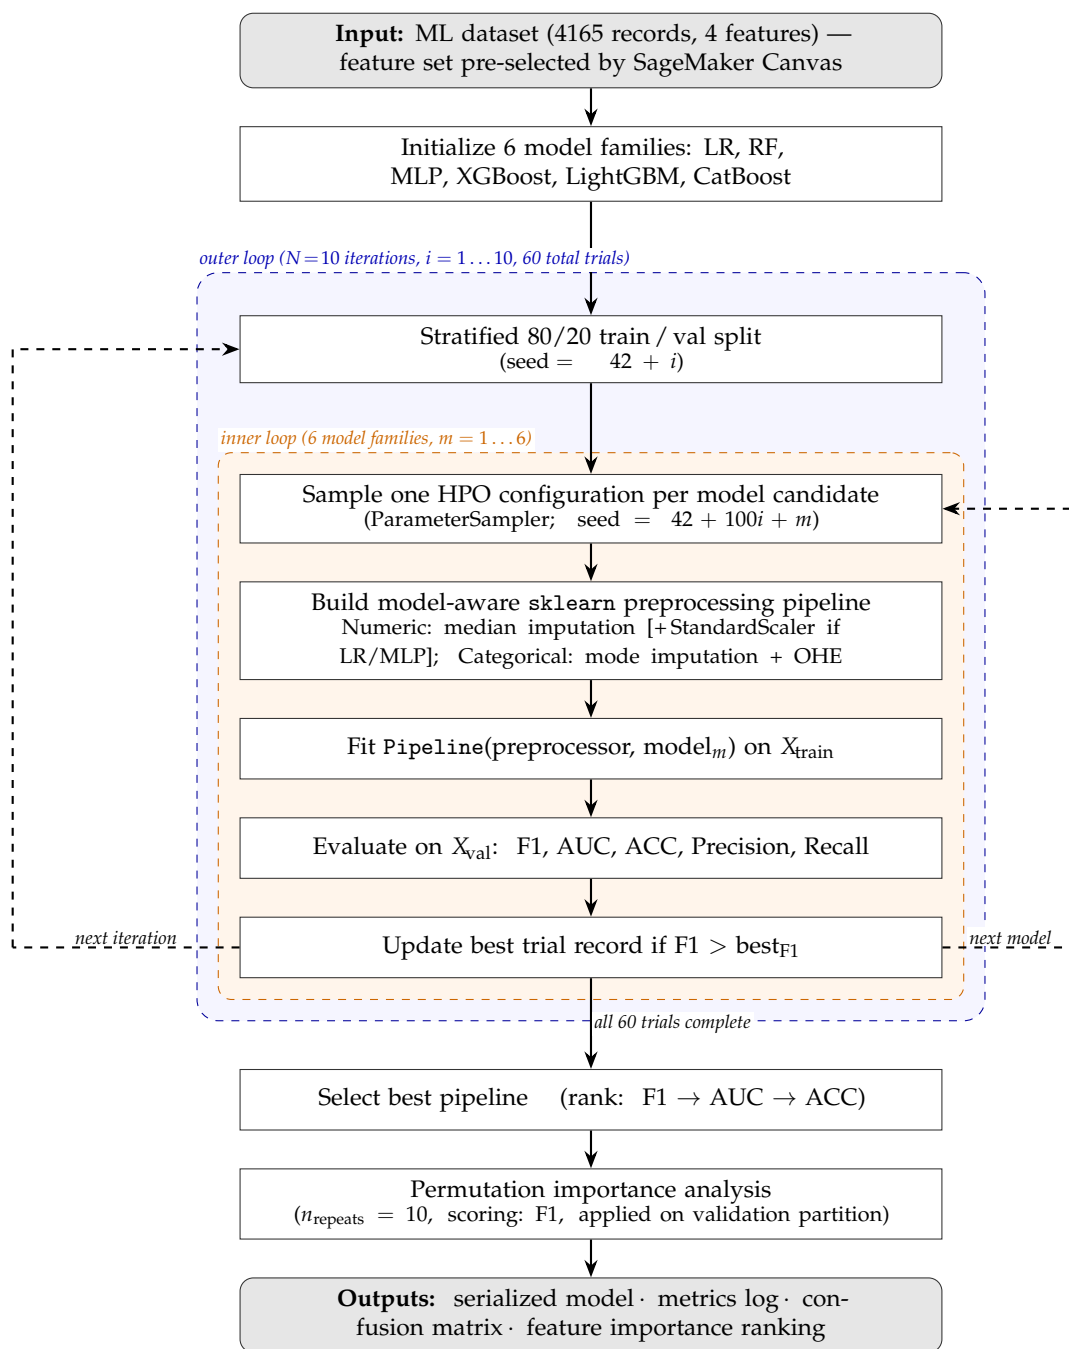 Input: ML dataset (4165 records, 4 features) —
feature set pre-selected by SageMaker Canvas
Initialize 6 model families: LR, RF,
MLP, XGBoost, LightGBM, CatBoost
outer loop (N = 10 iterations, i = 1 . . . 10, 60 total trials)
Stratified 80/20 train / val split
(seed = 42 + i)
inner loop (6 model families, m = 1 . . . 6)
Sample one HPO configuration per model candidate
(ParameterSampler; seed = 42 + 100i + m)
Build model-aware sklearn preprocessing pipeline
Numeric: median imputation [+StandardScaler if
LR/MLP]; Categorical: mode imputation + OHE
Fit Pipeline(preprocessor, model_m) on X_train
Evaluate on X_val: F1, AUC, ACC, Precision, Recall
next iteration
Update best trial record if F1 > best_F1
next model
all 60 trials complete
Select best pipeline (rank: F1 → AUC → ACC)
Permutation importance analysis
(n_repeats = 10, scoring: F1, applied on validation partition)
Outputs: serialized model · metrics log · con-
fusion matrix · feature importance ranking